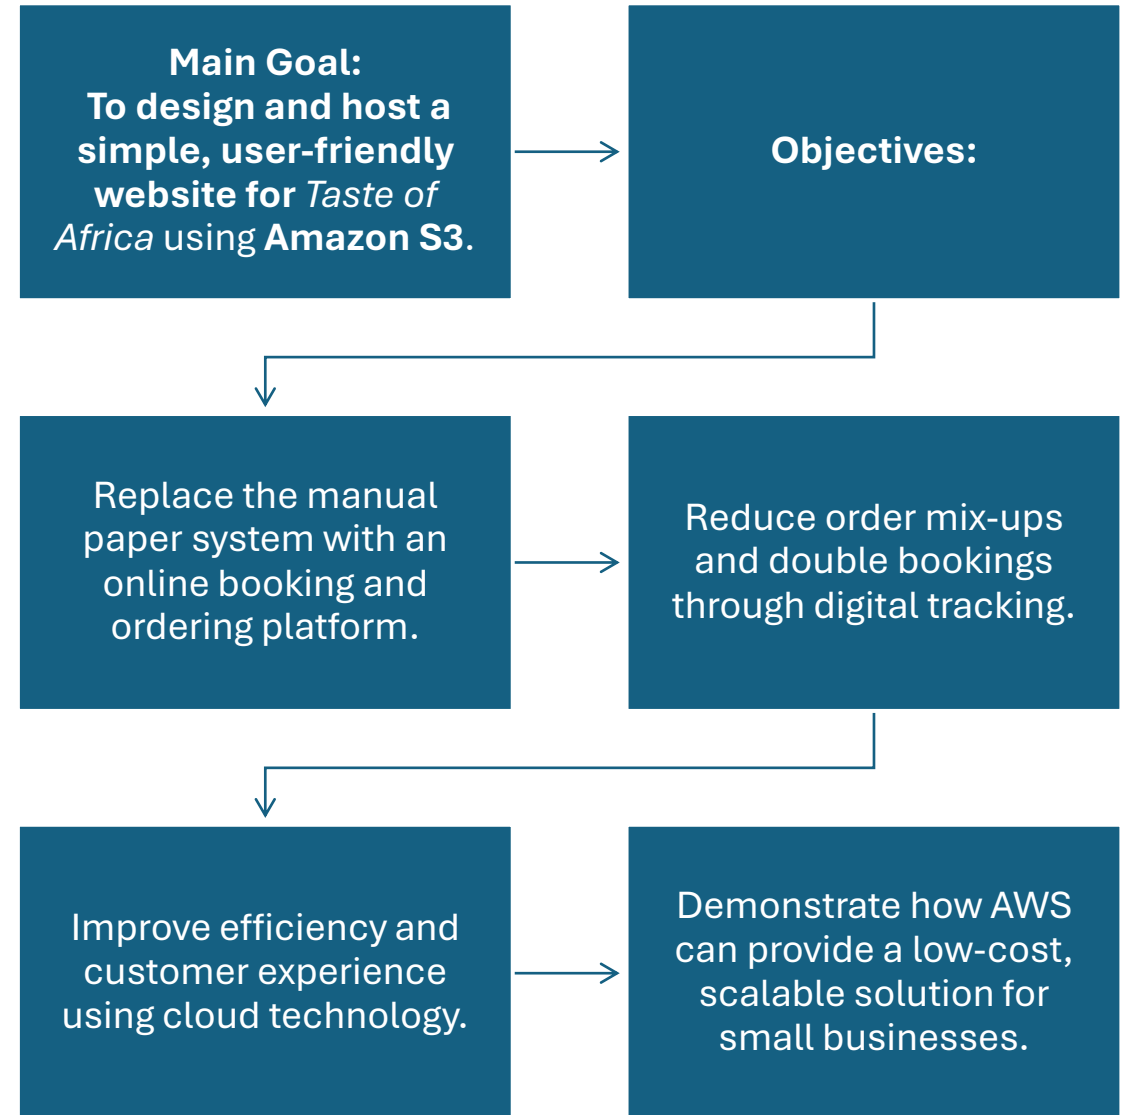 Main Goal:
To design and host a
simple, user-friendly
website for Taste of
Africa using Amazon S3.
Objectives:
Replace the manual
paper system with an
online booking and
ordering platform.
Reduce order mix-ups
and double bookings
through digital tracking.
Improve efficiency and
customer experience
using cloud technology.
Demonstrate how AWS
can provide a low-cost,
scalable solution for
small businesses.